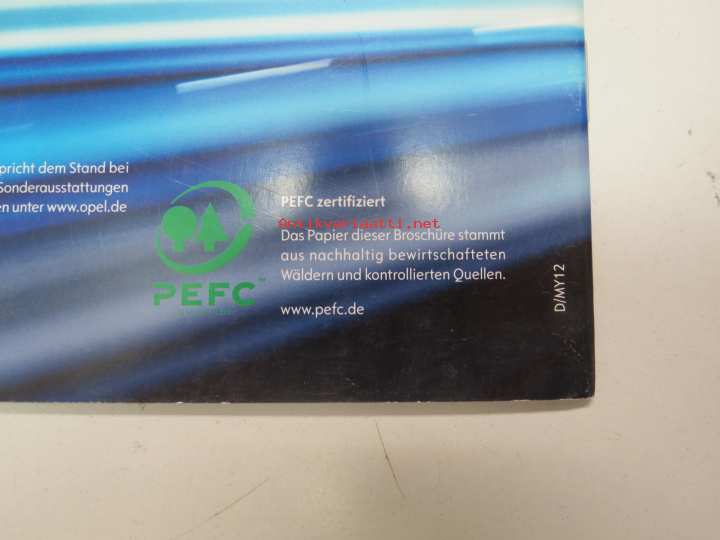 pricht dem Stand bei
Sonderausstattungen
en unter www.opel.de
PEFC™
PEFC zertifiziert
Antikvariaatti.net
Das Papier dieser Broschüre stammt
aus nachhaltig bewirtschafteten
Wäldern und kontrollierten Quellen.
www.pefc.de
D/MY12